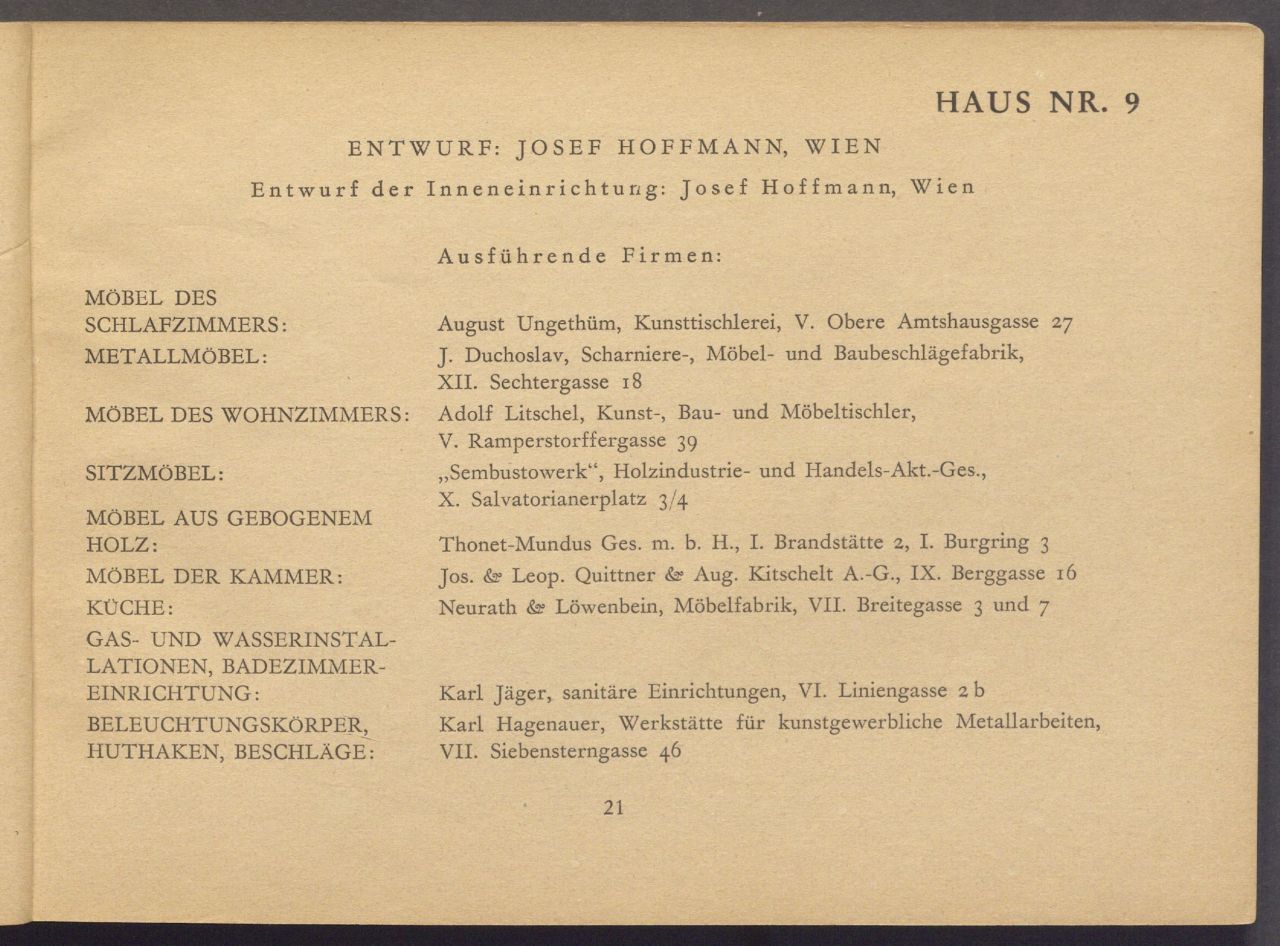 HAUS NR. 9
ENTWURF: JOSEF HOFFMANN, WIEN
Entwurf der Inneneinrichtung: Josef Hoffmann, Wien
Ausführende Firmen:
MÖBEL DES
SCHLAFZIMMERS: August Ungethüm, Kunsttischlerei, V. Obere Amtshausgasse 27
METALLMÖBEL: J. Duchoslav, Scharniere-, Möbel- und Baubeschlägefabrik,
XII. Sechtergasse 18
MÖBEL DES WOHNZIMMERS: Adolf Litschel, Kunst-, Bau- und Möbeltischler,
V. Ramperstorffergasse 39
SITZMÖBEL: „Sembustowerk“, Holzindustrie- und Handels-Akt.-Ges.,
X. Salvatorianerplatz 3/4
MÖBEL AUS GEBOGENEM
HOLZ: Thonet-Mundus Ges. m. b. H., I. Brandstätte 2, I. Burgring 3
MÖBEL DER KAMMER: Jos. & Leop. Quittner & Aug. Kitschelt A.-G., IX. Berggasse 16
KÜCHE: Neurath & Löwenbein, Möbelfabrik, VII. Breitegasse 3 und 7
GAS- UND WASSERINSTAL-
LATIONEN, BADEZIMMER-
EINRICHTUNG: Karl Jäger, sanitäre Einrichtungen, VI. Liniengasse 2 b
BELEUCHTUNGSKÖRPER, Karl Hagenauer, Werkstätte für kunstgewerbliche Metallarbeiten,
HUTHAKEN, BESCHLÄGE: VII. Siebensterngasse 46
21